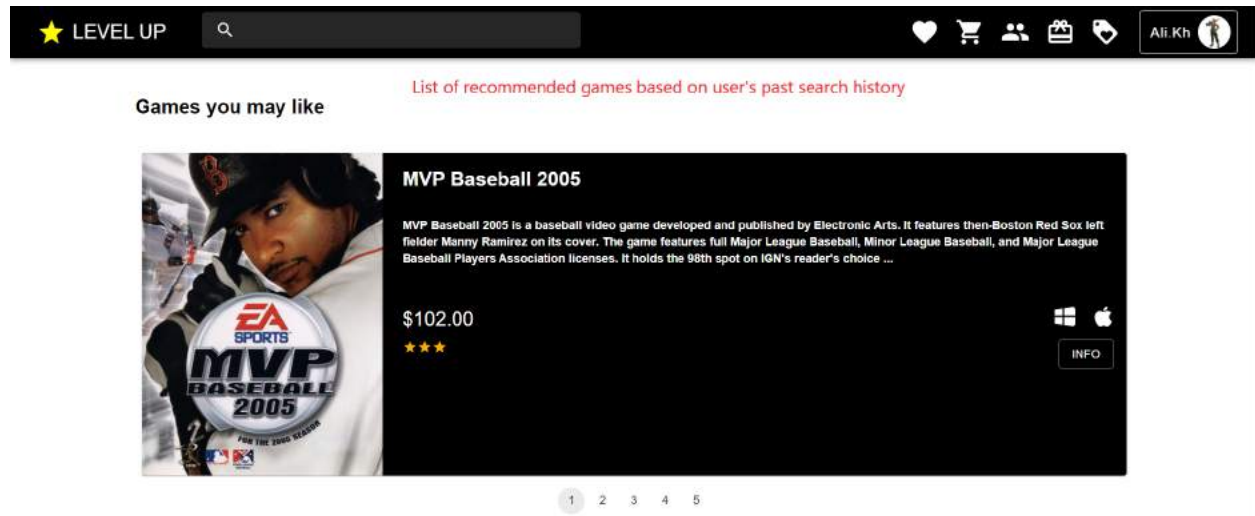 LEVEL UP
Ali.Kh
List of recommended games based on user's past search history
Games you may like
MVP Baseball 2005
MVP Baseball 2005 is a baseball video game developed and published by Electronic Arts. It features then-Boston Red Sox left
fielder Manny Ramirez on its cover. The game features full Major League Baseball, Minor League Baseball, and Major League
Baseball Players Association licenses. It holds the 98th spot on IGN's reader's choice ...
$102.00
INFO
EA
SPORTS
MVP
BASEBALL
2005
FOR THE 2005 SEASON
1 2 3 4 5